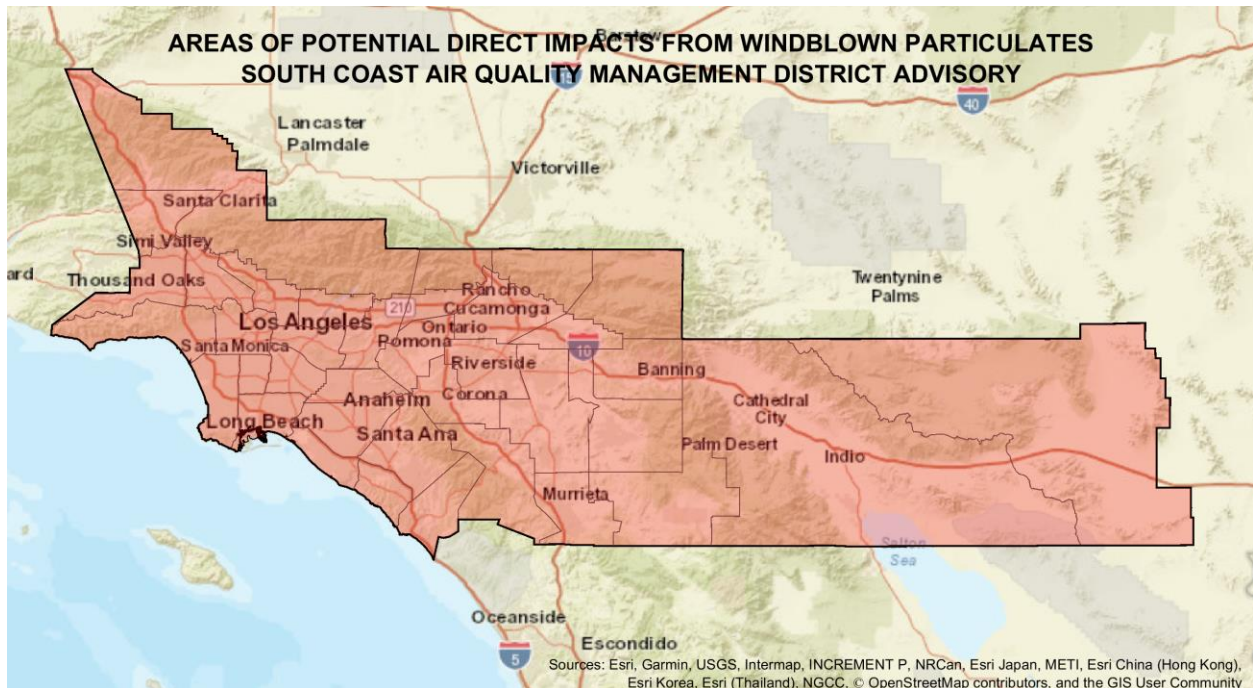 AREAS OF POTENTIAL DIRECT IMPACTS FROM WINDBLOWN PARTICULATES
Barstow
SOUTH COAST AIR QUALITY MANAGEMENT DISTRICT ADVISORY
15
40
Lancaster
Palmdale
Victorville
Santa Clarita
Simi Valley
ard
Thousand Oaks
Twentynine
Palms
Rancho
Cucamonga
210
Los Angeles
Ontario
Santa Monica
Pomona
10
Riverside
Banning
Anaheim
Corona
Cathedral
City
Long Beach
Santa Ana
Palm Desert
Indio
Murrieta
Salton
Sea
Oceanside
Escondido
5
Sources: Esri, Garmin, USGS, Intermap, INCREMENT P, NRCan, Esri Japan, METI, Esri China (Hong Kong),
Esri Korea, Esri (Thailand), NGCC, © OpenStreetMap contributors, and the GIS User Community